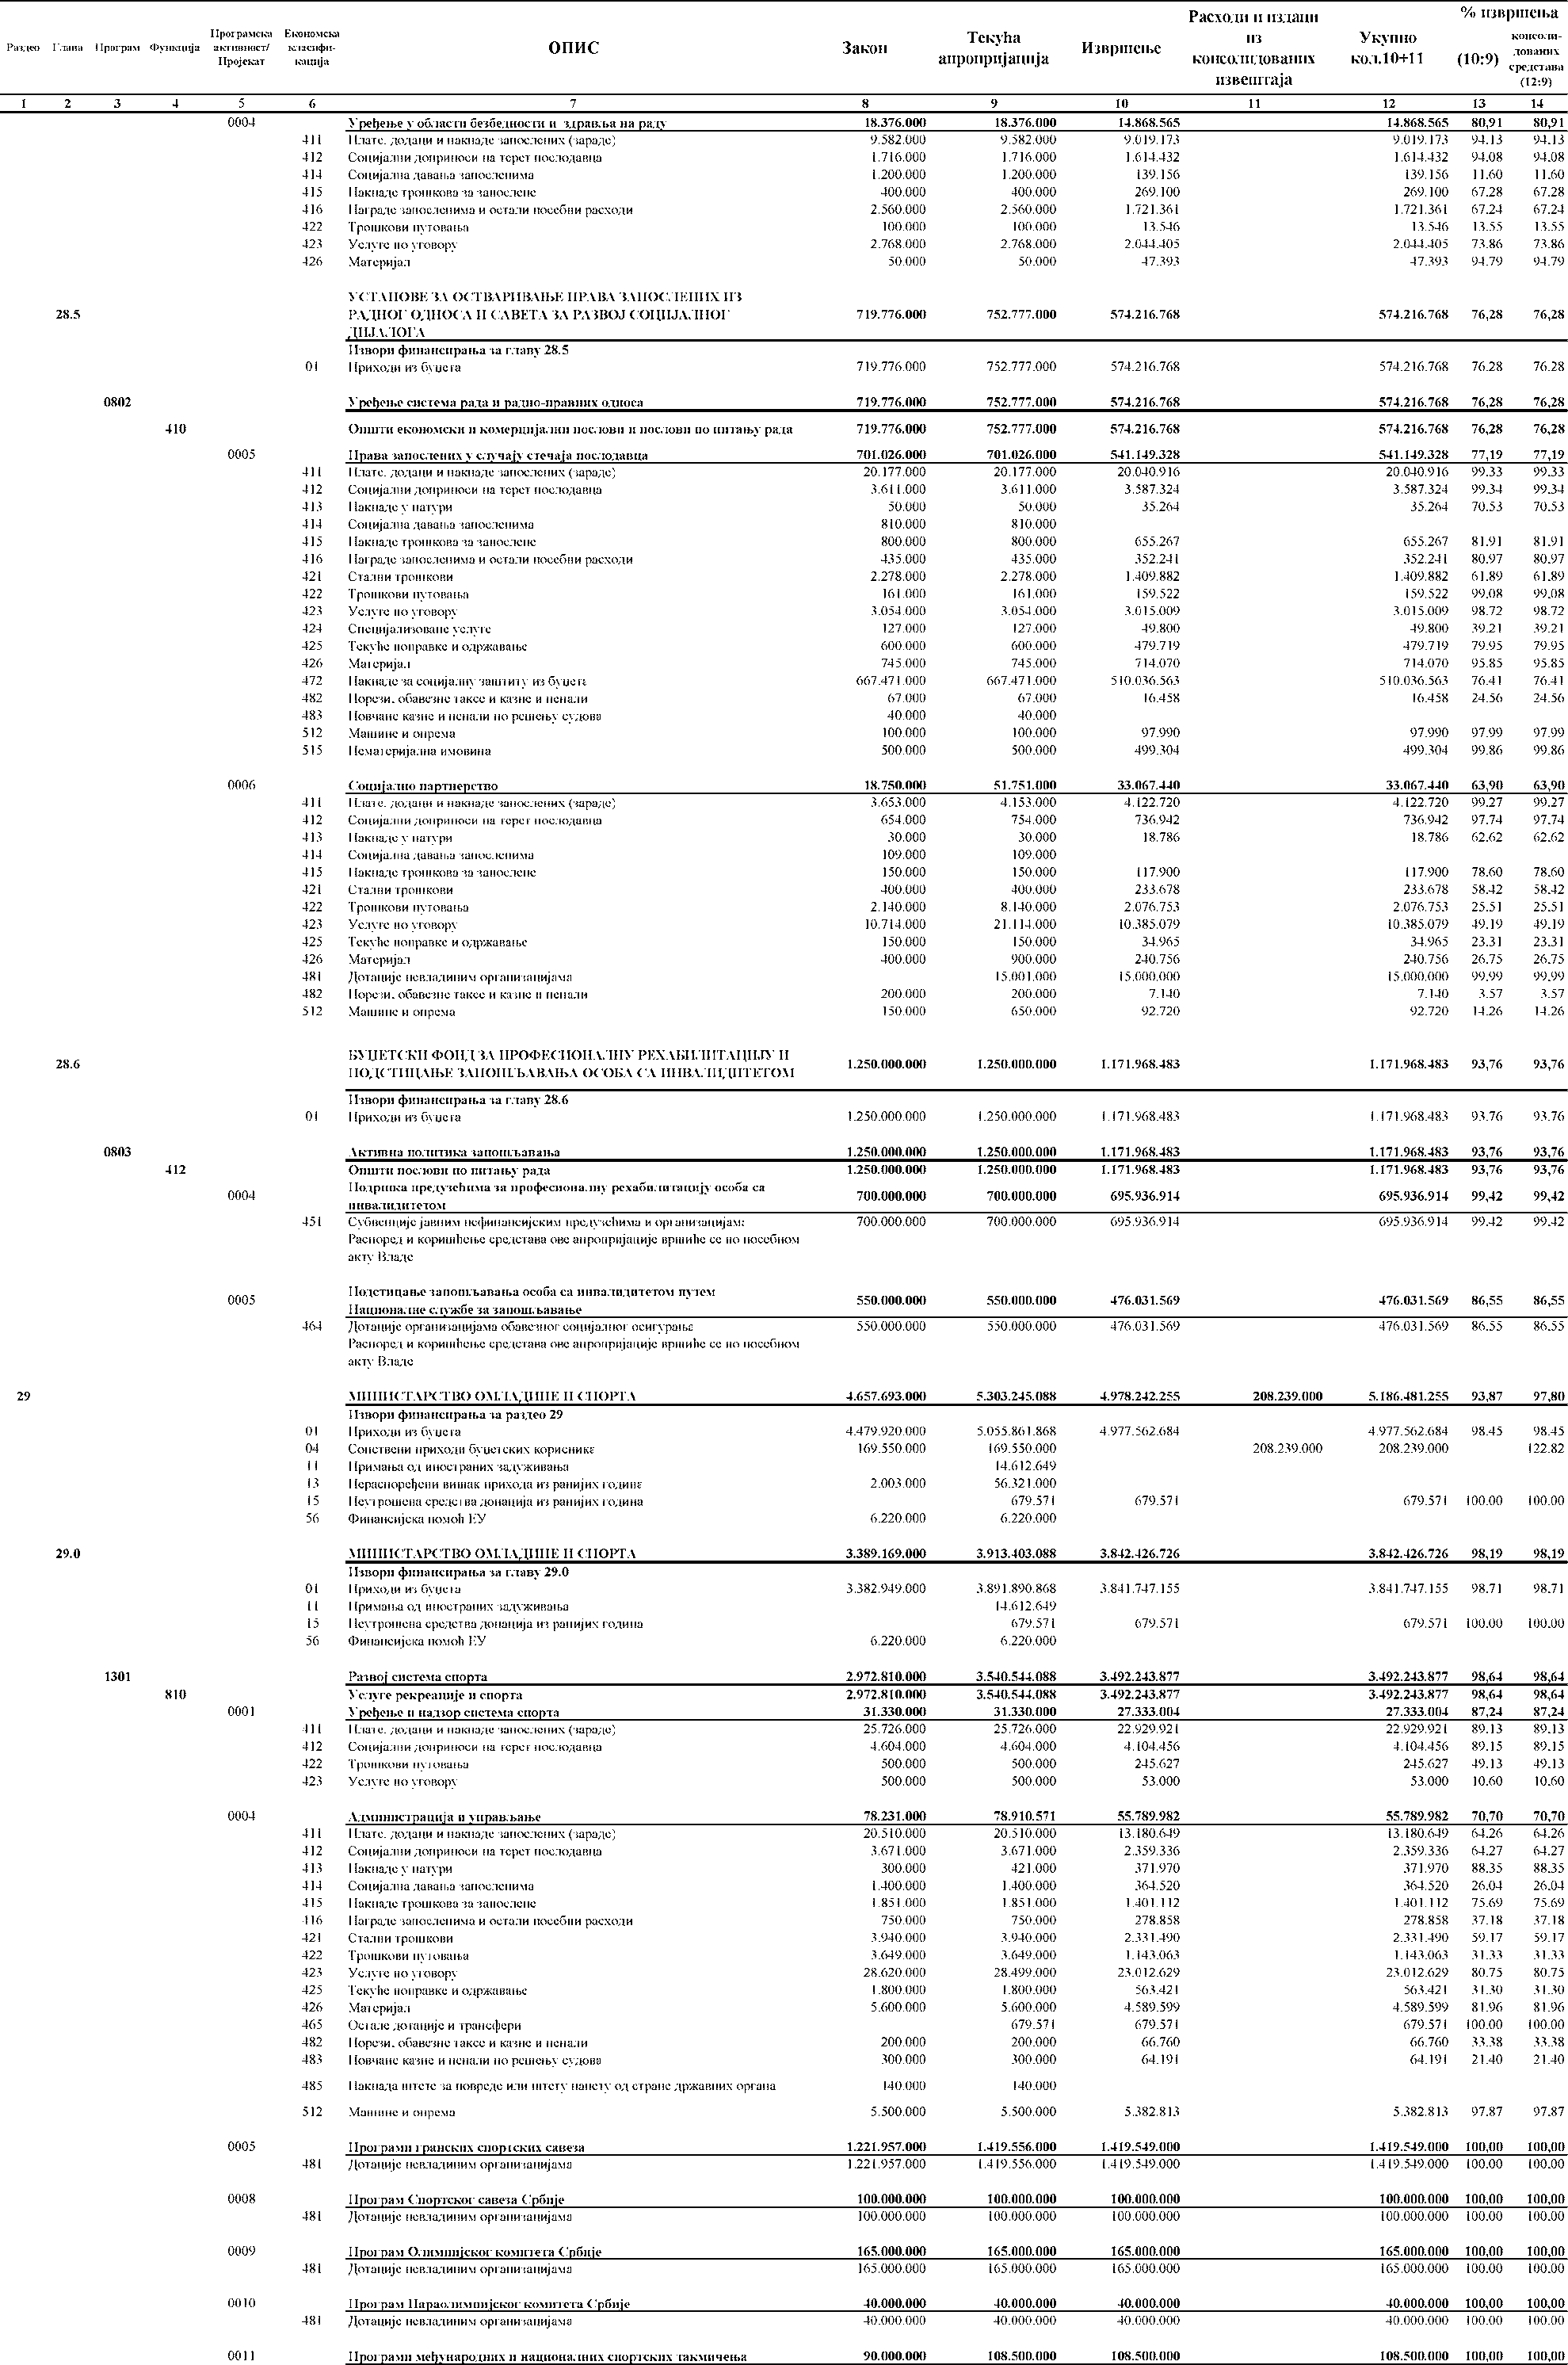 Раздео Глава Програм Функција Програмска активност/ Пројекат Економска класифи-кација ОПИС Закон Текућа апропријација Извршење Расходи и издаци из консолидованих извештаја Укупно кол.10+11 % извршења (10:9) консоли-дованих средстава (12:9)
1 2 3 4 5 6 7 8 9 10 11 12 13 14
0004 Уређење у области безбедности и здравља на раду 18.376.000 18.376.000 14.868.565 14.868.565 80,91 80,91
411 Плате, додаци и накнаде запослених (зараде) 9.582.000 9.582.000 9.019.173 9.019.173 94,13 94,13
412 Социјални доприноси на терет послодавца 1.716.000 1.716.000 1.614.432 1.614.432 94,08 94,08
414 Социјална давања запосленима 1.200.000 1.200.000 139.156 139.156 11,60 11,60
415 Накнаде трошкова за запослене 400.000 400.000 269.100 269.100 67,28 67,28
416 Награде запосленима и остали посебни расходи 2.560.000 2.560.000 1.721.361 1.721.361 67,24 67,24
422 Трошкови путовања 100.000 100.000 13.546 13.546 13,55 13,55
423 Услуге по уговору 2.768.000 2.768.000 2.044.405 2.044.405 73,86 73,86
426 Материјал 50.000 50.000 47.393 47.393 94,79 94,79
УСТАНОВЕ ЗА ОСТВАРИВАЊЕ ПРАВА ЗАПОСЛЕНИХ ИЗ
28.5 РАДНОГ ОДНОСА И САВЕТА ЗА РАЗВОЈ СОЦИЈАЛНОГ 719.776.000 752.777.000 574.216.768 574.216.768 76,28 76,28
ДИЈАЛОГА
Извори финансирања за главу 28.5
01 Приходи из буџета 719.776.000 752.777.000 574.216.768 574.216.768 76,28 76,28
0802 Уређење система рада и радно-правних односа 719.776.000 752.777.000 574.216.768 574.216.768 76,28 76,28
410 Општи економски и комерцијални послови и послови по питању рада 719.776.000 752.777.000 574.216.768 574.216.768 76,28 76,28
0005 Права запослених у случају стечаја послодавца 701.026.000 701.026.000 541.149.328 541.149.328 77,19 77,19
411 Плате, додаци и накнаде запослених (зараде) 20.177.000 20.177.000 20.040.916 20.040.916 99,33 99,33
412 Социјални доприноси на терет послодавца 3.611.000 3.611.000 3.587.324 3.587.324 99,34 99,34
413 Накнаде у натури 50.000 50.000 35.264 35.264 70,53 70,53
414 Социјална давања запосленима 810.000 810.000
415 Накнаде трошкова за запослене 800.000 800.000 655.267 655.267 81,91 81,91
416 Награде запосленима и остали посебни расходи 435.000 435.000 352.241 352.241 80,97 80,97
421 Стални трошкови 2.278.000 2.278.000 1.409.882 1.409.882 61,89 61,89
422 Трошкови путовања 161.000 161.000 159.522 159.522 99,08 99,08
423 Услуге по уговору 3.054.000 3.054.000 3.015.009 3.015.009 98,72 98,72
424 Специјализоване услуге 127.000 127.000 49.800 49.800 39,21 39,21
425 Текуће поправке и одржавање 600.000 600.000 479.719 479.719 79,95 79,95
426 Материјал 745.000 745.000 714.070 714.070 95,85 95,85
472 Накнаде за социјалну заштиту из буџета 667.471.000 667.471.000 510.036.563 510.036.563 76,41 76,41
482 Порези, обавезне таксе и казне и пенали 67.000 67.000 16.458 16.458 24,56 24,56
483 Новчане казне и пенали по решењу судова 40.000 40.000
512 Машине и опрема 100.000 100.000 97.990 97.990 97,99 97,99
515 Нематеријална имовина 500.000 500.000 499.304 499.304 99,86 99,86
0006 Социјално партнерство 18.750.000 51.751.000 33.067.440 33.067.440 63,90 63,90
411 Плате, додаци и накнаде запослених (зараде) 3.653.000 4.153.000 4.122.720 4.122.720 99,27 99,27
412 Социјални доприноси на терет послодавца 654.000 754.000 736.942 736.942 97,74 97,74
413 Накнаде у натури 30.000 30.000 18.786 18.786 62,62 62,62
414 Социјална давања запосленима 109.000 109.000
415 Накнаде трошкова за запослене 150.000 150.000 117.900 117.900 78,60 78,60
421 Стални трошкови 400.000 400.000 233.678 233.678 58,42 58,42
422 Трошкови путовања 2.140.000 8.140.000 2.076.753 2.076.753 25,51 25,51
423 Услуге по уговору 10.714.000 21.114.000 10.385.079 10.385.079 49,19 49,19
425 Текуће поправке и одржавање 150.000 150.000 34.965 34.965 23,31 23,31
426 Материјал 400.000 900.000 240.756 240.756 26,75 26,75
481 Дотације невладиним организацијама 15.001.000 15.000.000 15.000.000 99,99 99,99
482 Порези, обавезне таксе и казне и пенали 200.000 200.000 7.140 7.140 3,57 3,57
512 Машине и опрема 150.000 650.000 92.720 92.720 14,26 14,26
БУЏЕТСКИ ФОНД ЗА ПРОФЕСИОНАЛНУ РЕХАБИЛИТАЦИЈУ И
28.6 ПОДСТИЦАЊЕ ЗАПОШЉАВАЊА ОСОБА СА ИНВАЛИДИТЕТОМ 1.250.000.000 1.250.000.000 1.171.968.483 1.171.968.483 93,76 93,76
Извори финансирања за главу 28.6
01 Приходи из буџета 1.250.000.000 1.250.000.000 1.171.968.483 1.171.968.483 93,76 93,76
0803 Активна политика запошљавања 1.250.000.000 1.250.000.000 1.171.968.483 1.171.968.483 93,76 93,76
412 Општи послови по питању рада 1.250.000.000 1.250.000.000 1.171.968.483 1.171.968.483 93,76 93,76
0004 Подршка предузећима за професионалну рехабилитацију особа са 700.000.000 700.000.000 695.936.914 695.936.914 99,42 99,42
инвалидитетом
451 Субвенције јавним нефинансијским предузећима и организацијам: 700.000.000 700.000.000 695.936.914 695.936.914 99,42 99,42
Распоред и коришћење средстава ове апропријације вршиће се по посебном
акту Владе
0005 Подстицање запошљавања особа са инвалидитетом путем 550.000.000 550.000.000 476.031.569 476.031.569 86,55 86,55
Националне службе за запошљавање
464 Дотације организацијама обавезног социјалног осигурања 550.000.000 550.000.000 476.031.569 476.031.569 86,55 86,55
Распоред и коришћење средстава ове апропријације вршиће се по посебном
акту Владе
29 МИНИСТАРСТВО ОМЛАДИНЕ И СПОРТА 4.657.693.000 5.303.245.088 4.978.242.255 208.239.000 5.186.481.255 93,87 97,80
Извори финансирања за раздео 29
01 Приходи из буџета 4.479.920.000 5.055.861.868 4.977.562.684 4.977.562.684 98,45 98,45
04 Сопствени приходи буџетских корисника 169.550.000 169.550.000 208.239.000 208.239.000 122,82
11 Примања од иностраних задуживања 14.612.649
13 Нераспоређени вишак прихода из ранијих година 2.003.000 56.321.000
15 Неутрошена средства донација из ранијих година 679.571 679.571 679.571 100,00 100,00
56 Финансијска помоћ ЕУ 6.220.000 6.220.000
29.0 МИНИСТАРСТВО ОМЛАДИНЕ И СПОРТА 3.389.169.000 3.913.403.088 3.842.426.726 3.842.426.726 98,19 98,19
Извори финансирања за главу 29.0
01 Приходи из буџета 3.382.949.000 3.891.890.868 3.841.747.155 3.841.747.155 98,71 98,71
11 Примања од иностраних задуживања 14.612.649
15 Неутрошена средства донација из ранијих година 679.571 679.571 679.571 100,00 100,00
56 Финансијска помоћ ЕУ 6.220.000 6.220.000
1301 Развој система спорта 2.972.810.000 3.540.544.088 3.492.243.877 3.492.243.877 98,64 98,64
810 Услуге рекреације и спорта 2.972.810.000 3.540.544.088 3.492.243.877 3.492.243.877 98,64 98,64
0001 Уређење и надзор система спорта 31.330.000 31.330.000 27.333.004 27.333.004 87,24 87,24
411 Плате, додаци и накнаде запослених (зараде) 25.726.000 25.726.000 22.929.921 22.929.921 89,13 89,13
412 Социјални доприноси на терет послодавца 4.604.000 4.604.000 4.104.456 4.104.456 89,15 89,15
422 Трошкови путовања 500.000 500.000 245.627 245.627 49,13 49,13
423 Услуге по уговору 500.000 500.000 53.000 53.000 10,60 10,60
0004 Администрација и управљање 78.231.000 78.910.571 55.789.982 55.789.982 70,70 70,70
411 Плате, додаци и накнаде запослених (зараде) 20.510.000 20.510.000 13.180.649 13.180.649 64,26 64,26
412 Социјални доприноси на терет послодавца 3.671.000 3.671.000 2.359.336 2.359.336 64,27 64,27
413 Накнаде у натури 300.000 421.000 371.970 371.970 88,35 88,35
414 Социјална давања запосленима 1.400.000 1.400.000 364.520 364.520 26,04 26,04
415 Накнаде трошкова за запослене 1.851.000 1.851.000 1.401.112 1.401.112 75,69 75,69
416 Награде запосленима и остали посебни расходи 750.000 750.000 278.858 278.858 37,18 37,18
421 Стални трошкови 3.940.000 3.940.000 2.331.490 2.331.490 59,17 59,17
422 Трошкови путовања 3.649.000 3.649.000 1.143.063 1.143.063 31,33 31,33
423 Услуге по уговору 28.620.000 28.499.000 23.012.629 23.012.629 80,75 80,75
425 Текуће поправке и одржавање 1.800.000 1.800.000 563.421 563.421 31,30 31,30
426 Материјал 5.600.000 5.600.000 4.589.599 4.589.599 81,96 81,96
465 Остале дотације и трансфери 679.571 679.571 679.571 100,00 100,00
482 Порези, обавезне таксе и казне и пенали 200.000 200.000 66.760 66.760 33,38 33,38
483 Новчане казне и пенали по решењу судова 300.000 300.000 64.191 64.191 21,40 21,40
485 Накнада штете за повреде или штету нанету од стране државних органа 140.000 140.000
512 Машине и опрема 5.500.000 5.500.000 5.382.813 5.382.813 97,87 97,87
0005 Програми гранских спортских савеза 1.221.957.000 1.419.556.000 1.419.549.000 1.419.549.000 100,00 100,00
481 Дотације невладиним организацијама 1.221.957.000 1.419.556.000 1.419.549.000 1.419.549.000 100,00 100,00
0008 Програм Спортског савеза Србије 100.000.000 100.000.000 100.000.000 100.000.000 100,00 100,00
481 Дотације невладиним организацијама 100.000.000 100.000.000 100.000.000 100.000.000 100,00 100,00
0009 Програм Олимпијског комитета Србије 165.000.000 165.000.000 165.000.000 165.000.000 100,00 100,00
481 Дотације невладиним организацијама 165.000.000 165.000.000 165.000.000 165.000.000 100,00 100,00
0010 Програм Параолимпијског комитета Србије 40.000.000 40.000.000 40.000.000 40.000.000 100,00 100,00
481 Дотације невладиним организацијама 40.000.000 40.000.000 40.000.000 40.000.000 100,00 100,00
0011 Програми међународних и националних спортских такмичења 90.000.000 108.500.000 108.500.000 108.500.000 100,00 100,00